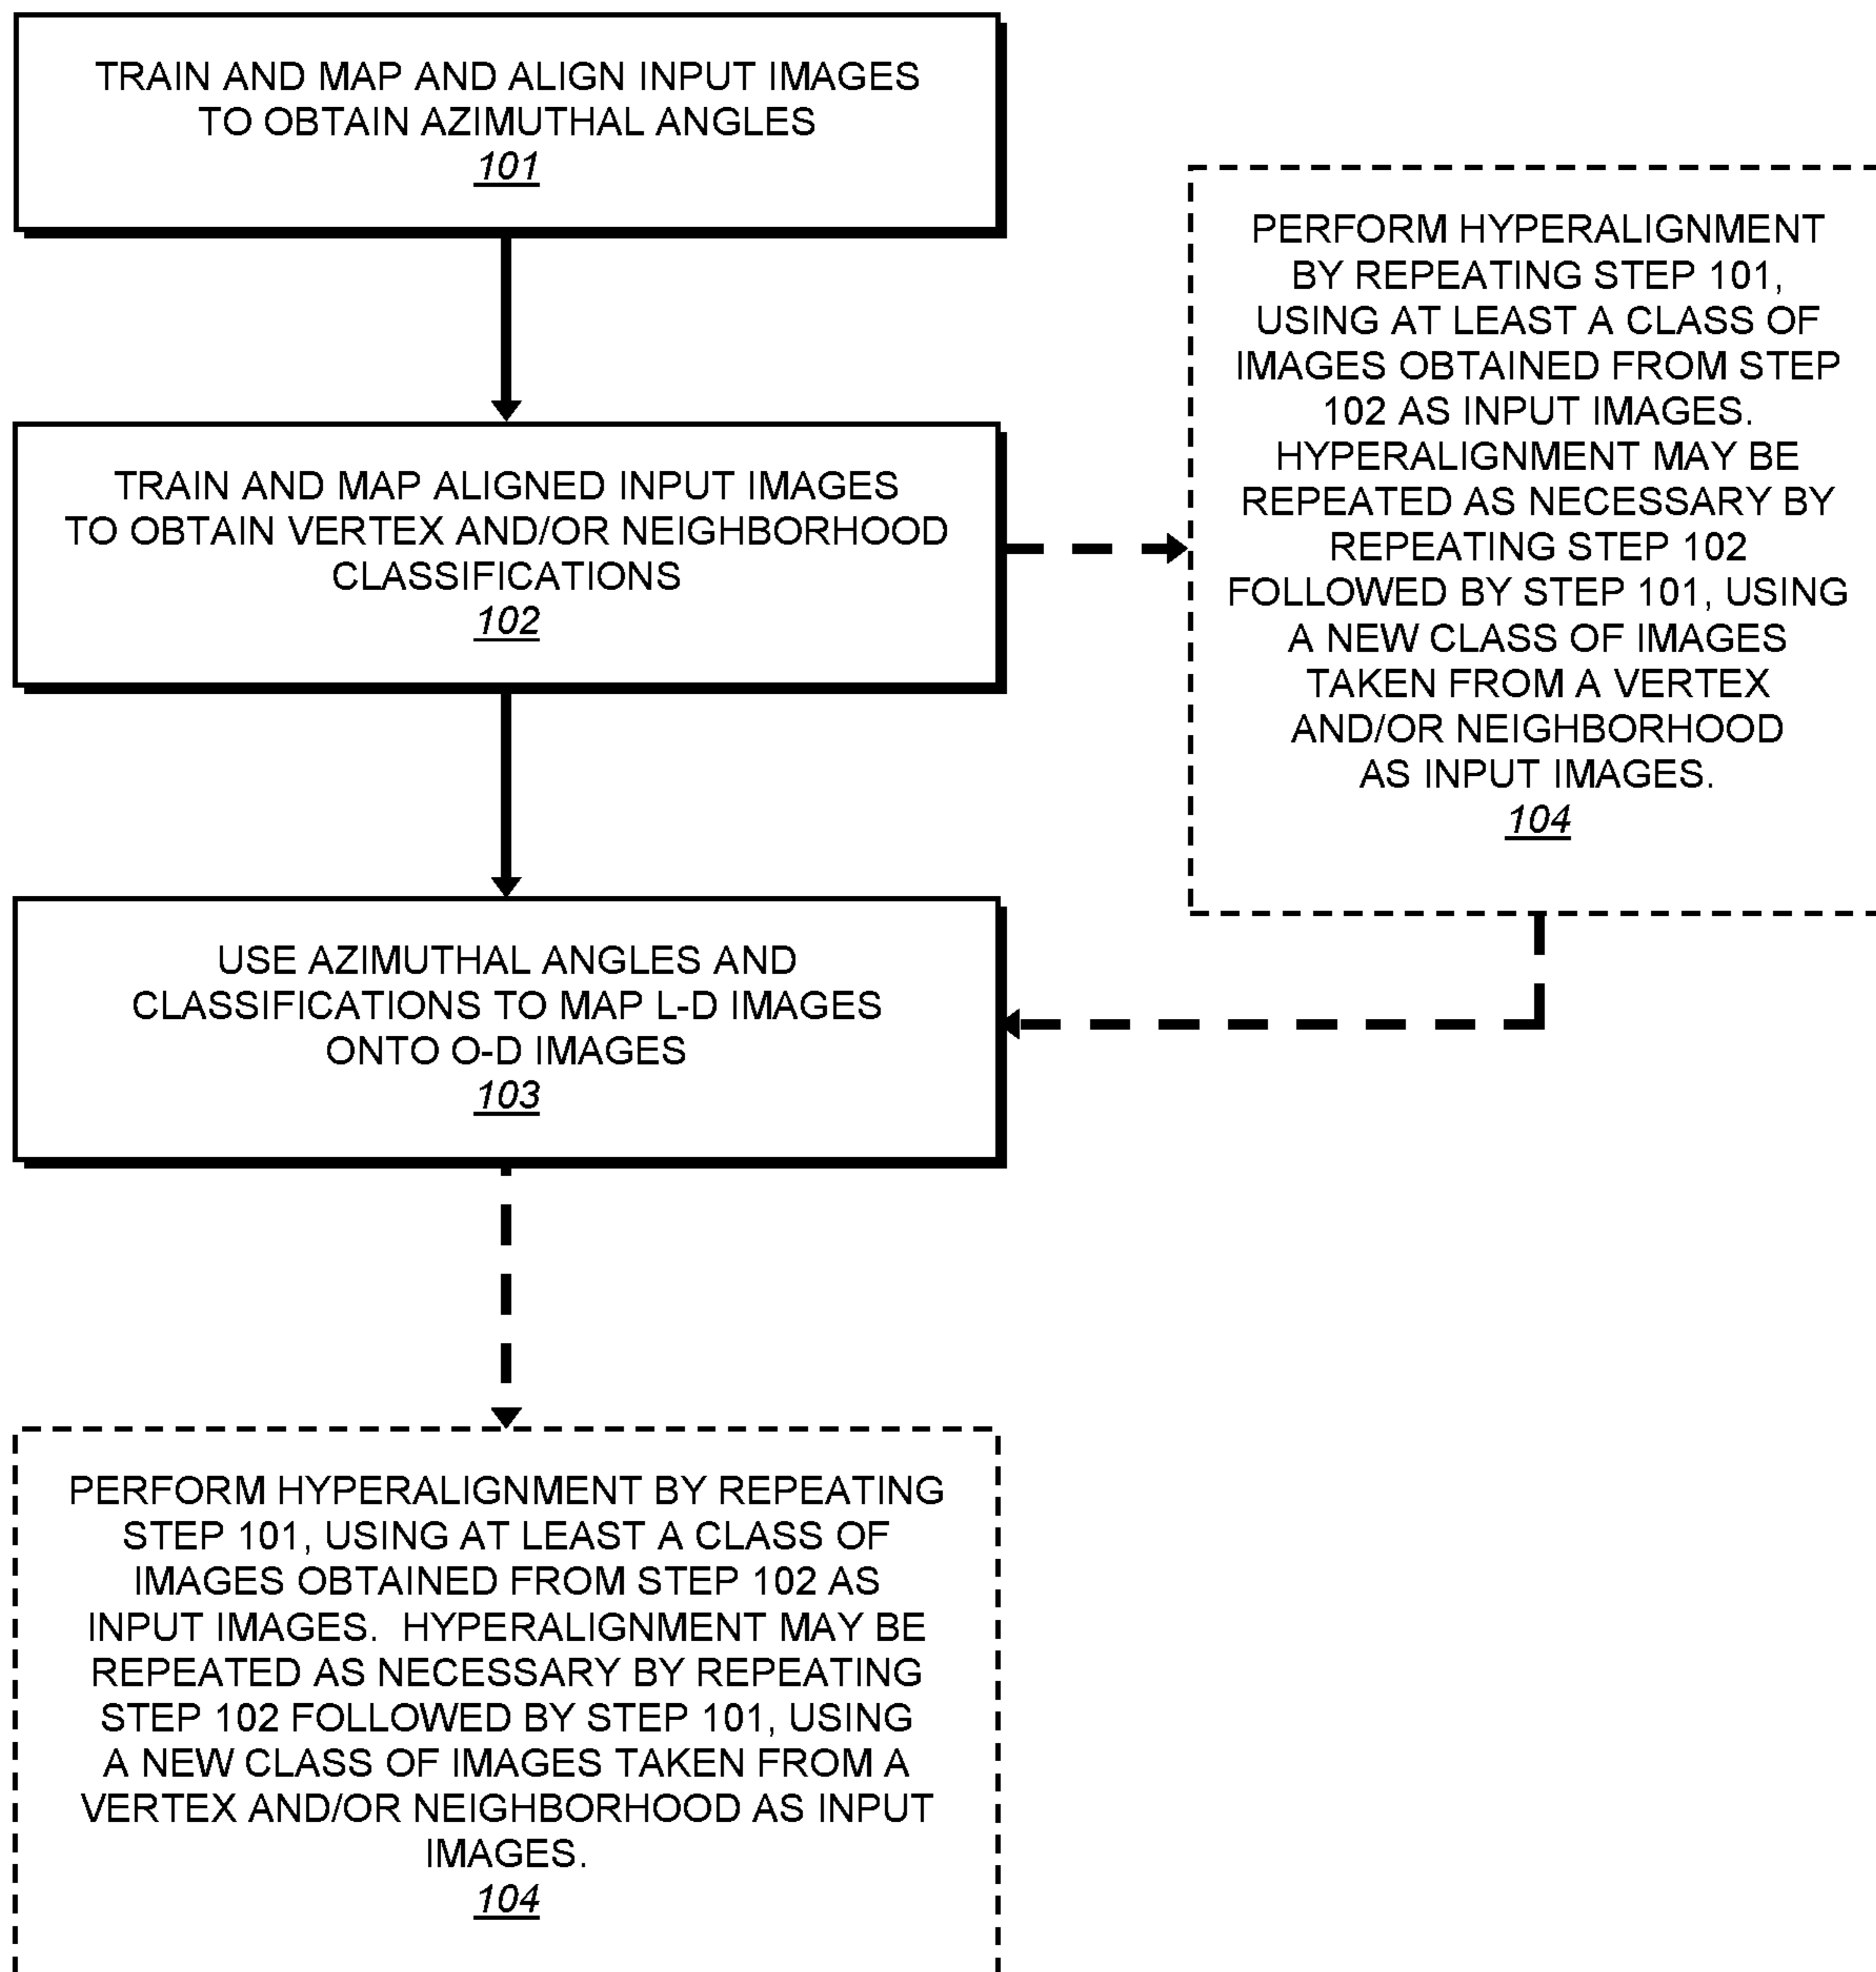 TRAIN AND MAP AND ALIGN INPUT IMAGES
TO OBTAIN AZIMUTHAL ANGLES
101
TRAIN AND MAP ALIGNED INPUT IMAGES
TO OBTAIN VERTEX AND/OR NEIGHBORHOOD
CLASSIFICATIONS
102
PERFORM HYPERALIGNMENT
BY REPEATING STEP 101,
USING AT LEAST A CLASS OF
IMAGES OBTAINED FROM STEP
102 AS INPUT IMAGES.
HYPERALIGNMENT MAY BE
REPEATED AS NECESSARY BY
REPEATING STEP 102
FOLLOWED BY STEP 101, USING
A NEW CLASS OF IMAGES
TAKEN FROM A VERTEX
AND/OR NEIGHBORHOOD
AS INPUT IMAGES.
104
USE AZIMUTHAL ANGLES AND
CLASSIFICATIONS TO MAP L-D IMAGES
ONTO O-D IMAGES
103
PERFORM HYPERALIGNMENT BY REPEATING
STEP 101, USING AT LEAST A CLASS OF
IMAGES OBTAINED FROM STEP 102 AS
INPUT IMAGES.  HYPERALIGNMENT MAY BE
REPEATED AS NECESSARY BY REPEATING
STEP 102 FOLLOWED BY STEP 101, USING
A NEW CLASS OF IMAGES TAKEN FROM A
VERTEX AND/OR NEIGHBORHOOD AS INPUT
IMAGES.
104